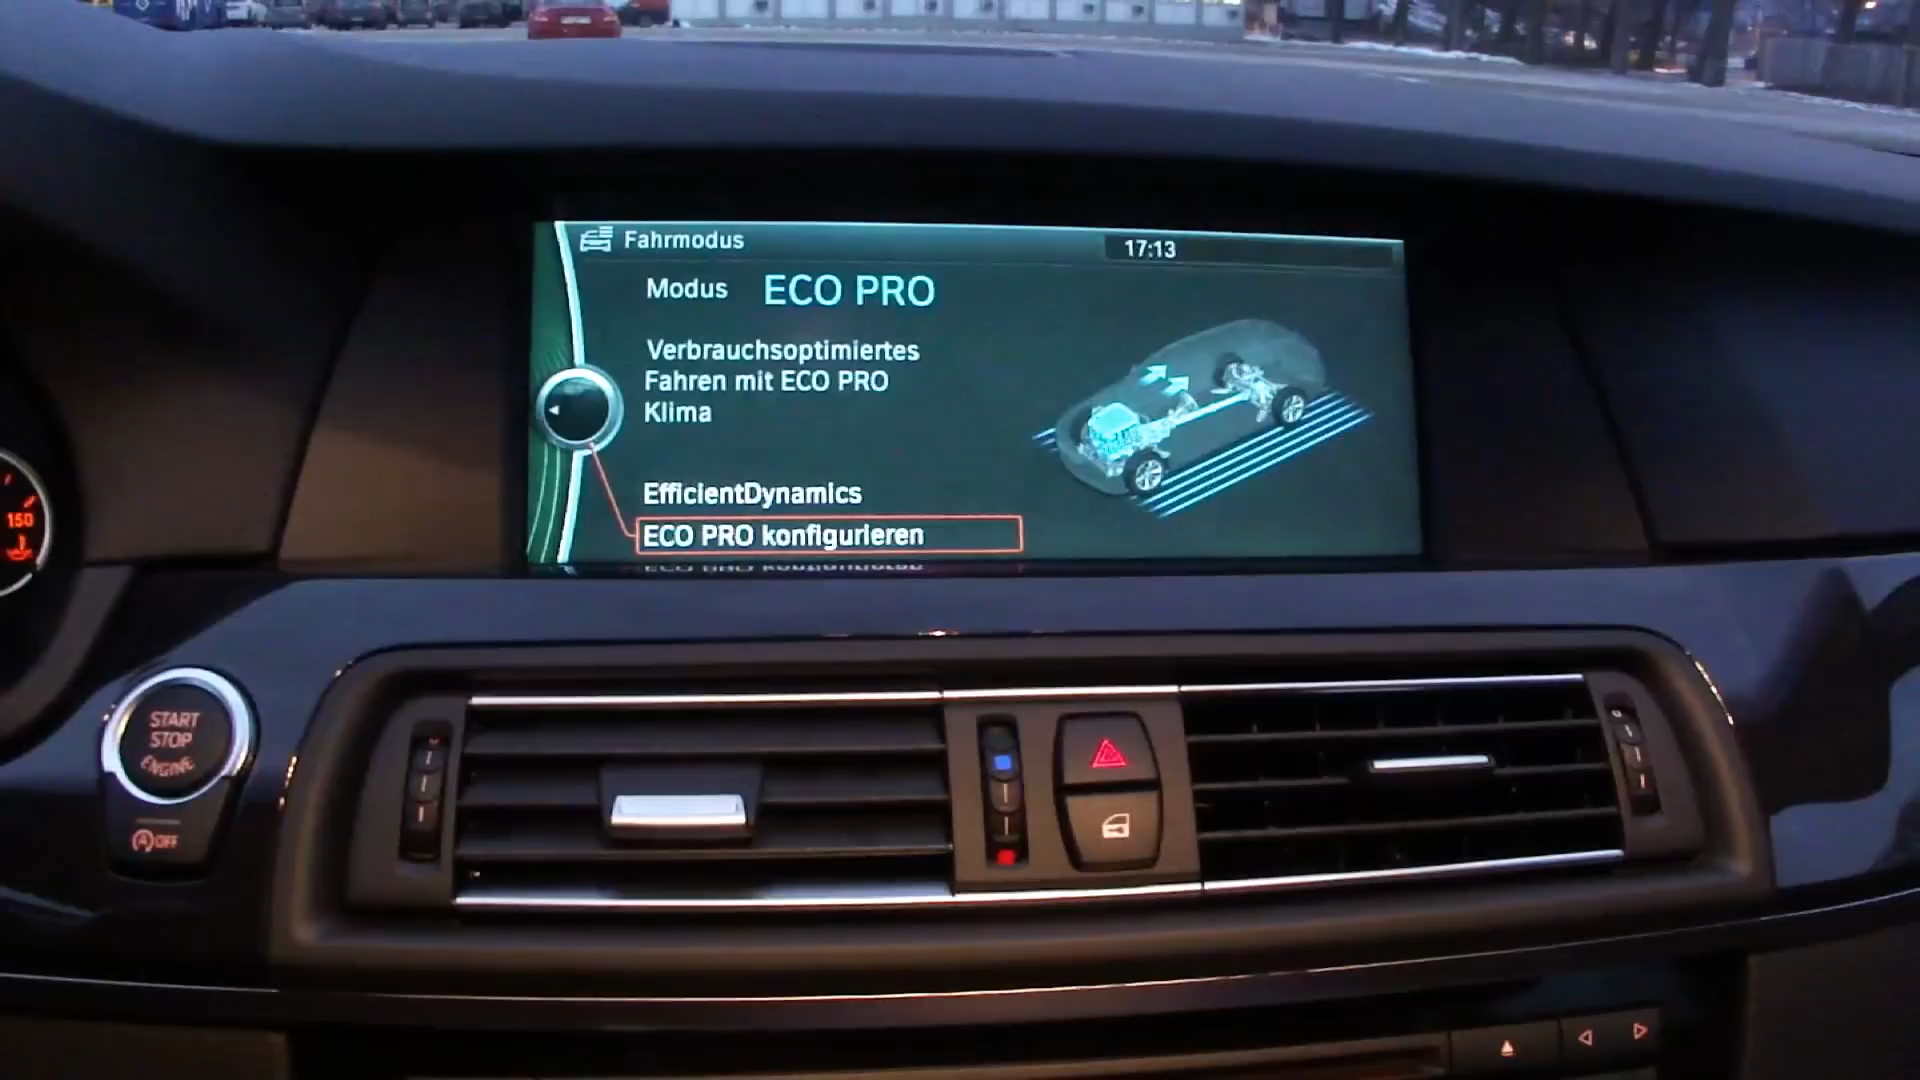 Fahrmodus
17:13
Modus ECO PRO
Verbrauchsoptimiertes
Fahren mit ECO PRO
Klima
EfficientDynamics
ECO PRO konfigurieren
150
START
STOP
ENGINE
A OFF